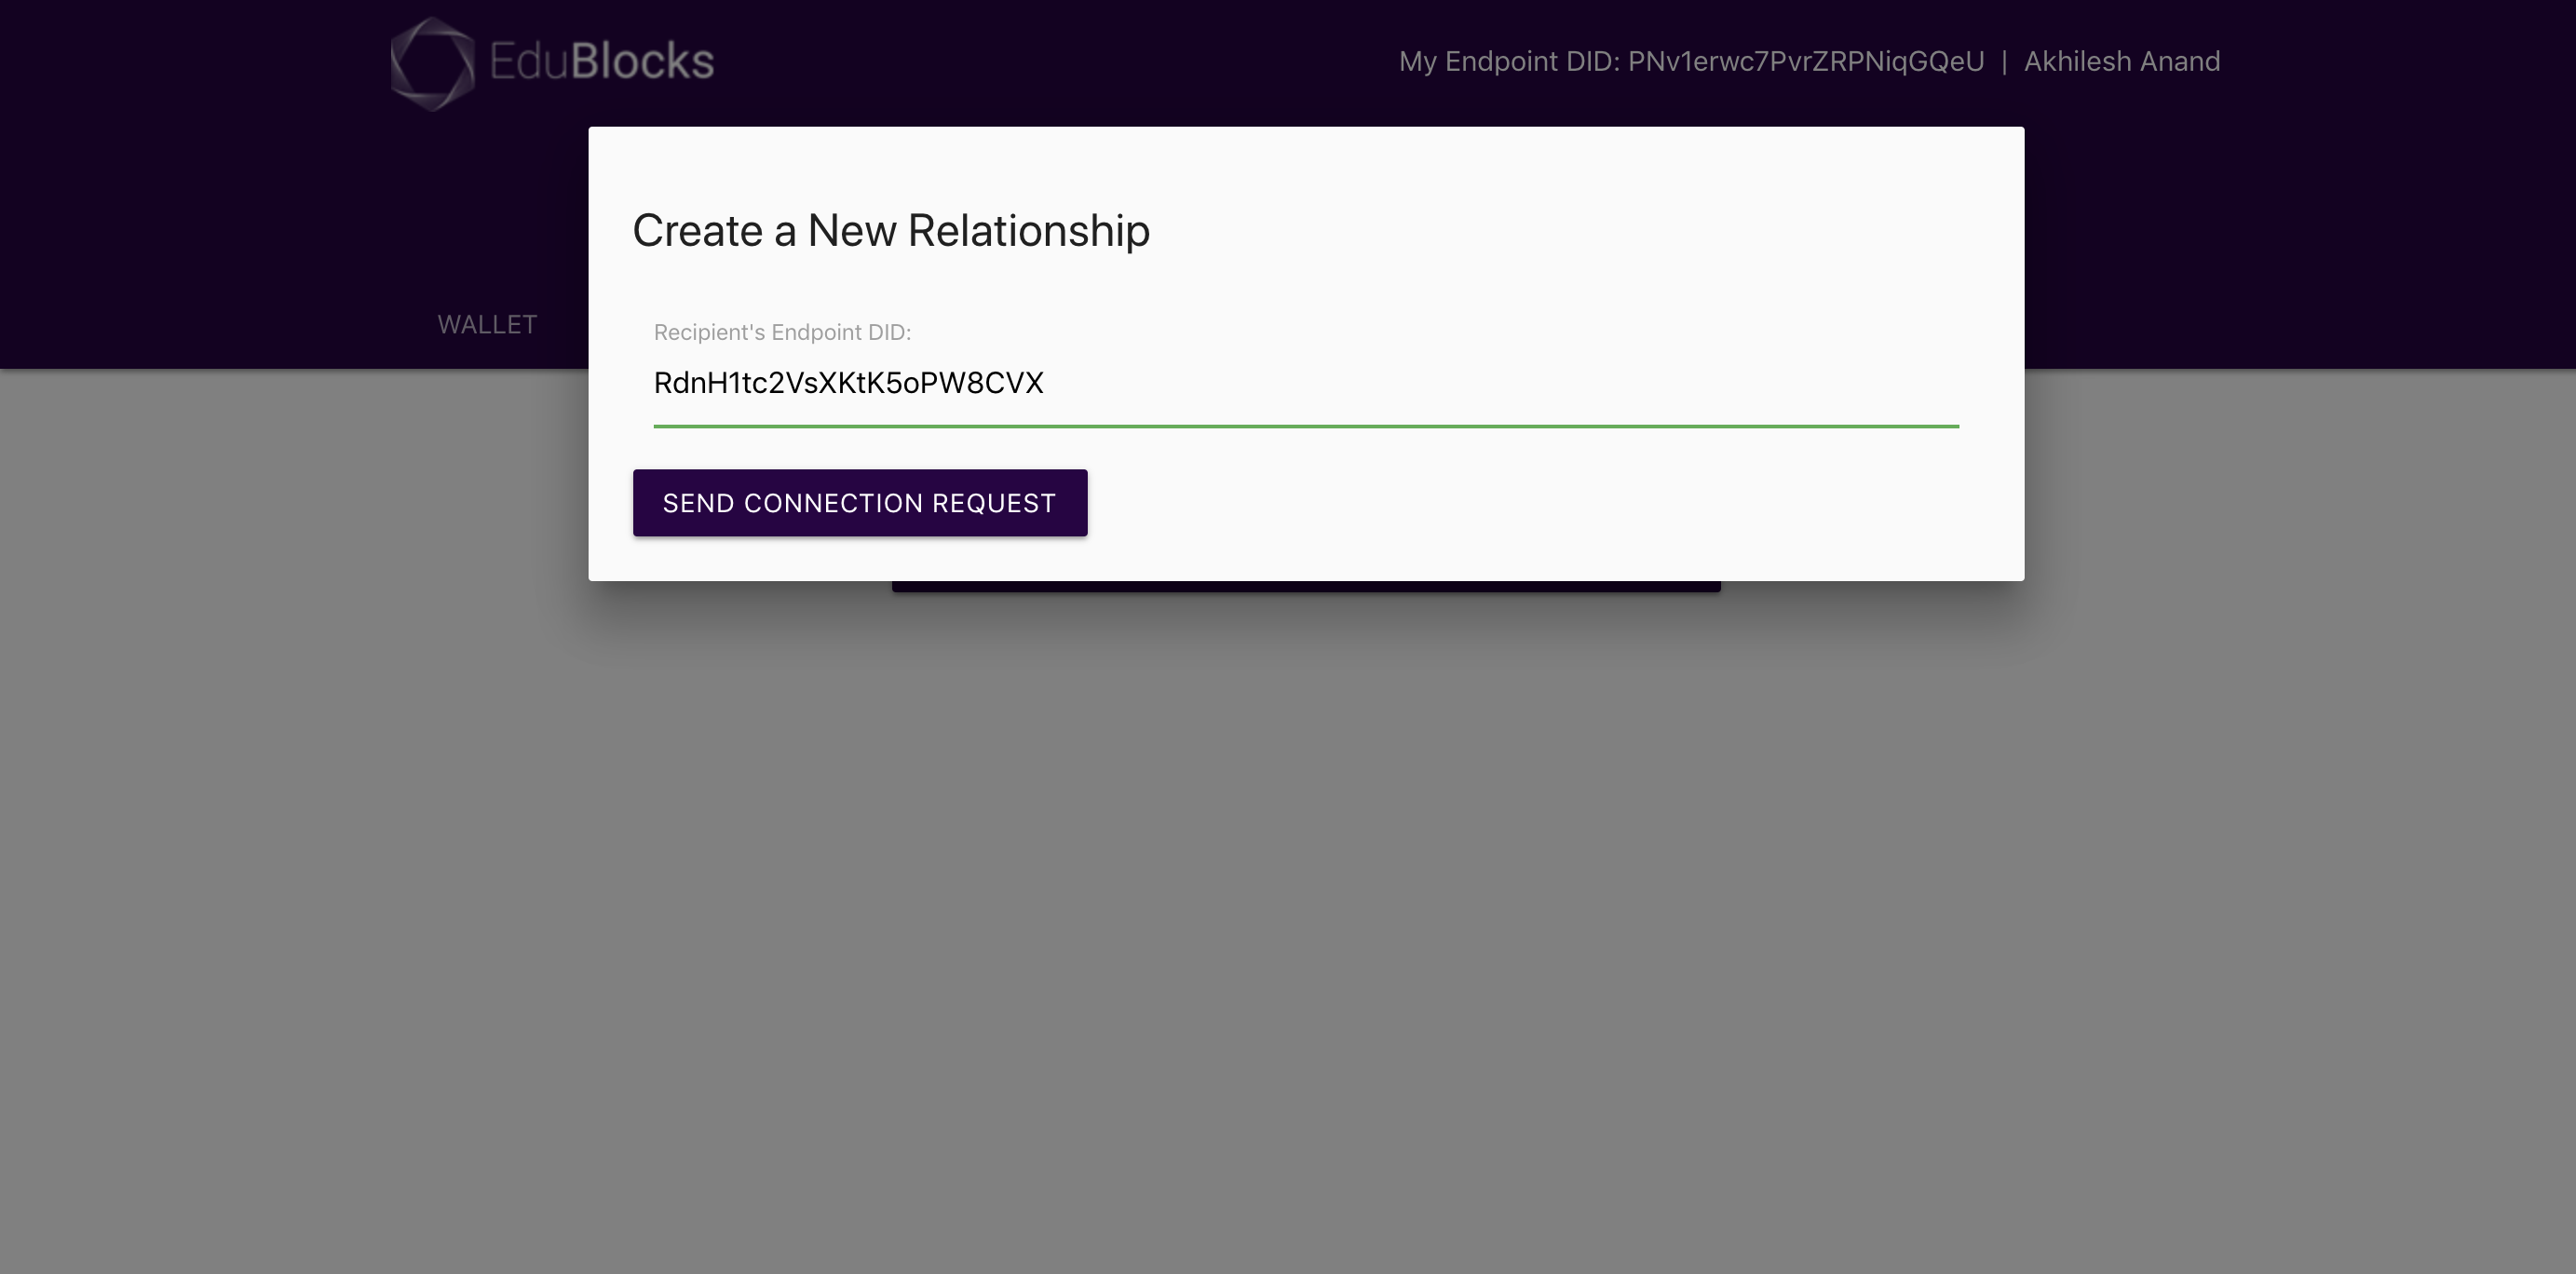 EduBlocks
My Endpoint DID: PNv1erwc7PvrZRPNiqGQeU | Akhilesh Anand
Create a New Relationship
WALLET
Recipient's Endpoint DID:
RdnH1tc2VsXKtK5oPW8CVX
SEND CONNECTION REQUEST